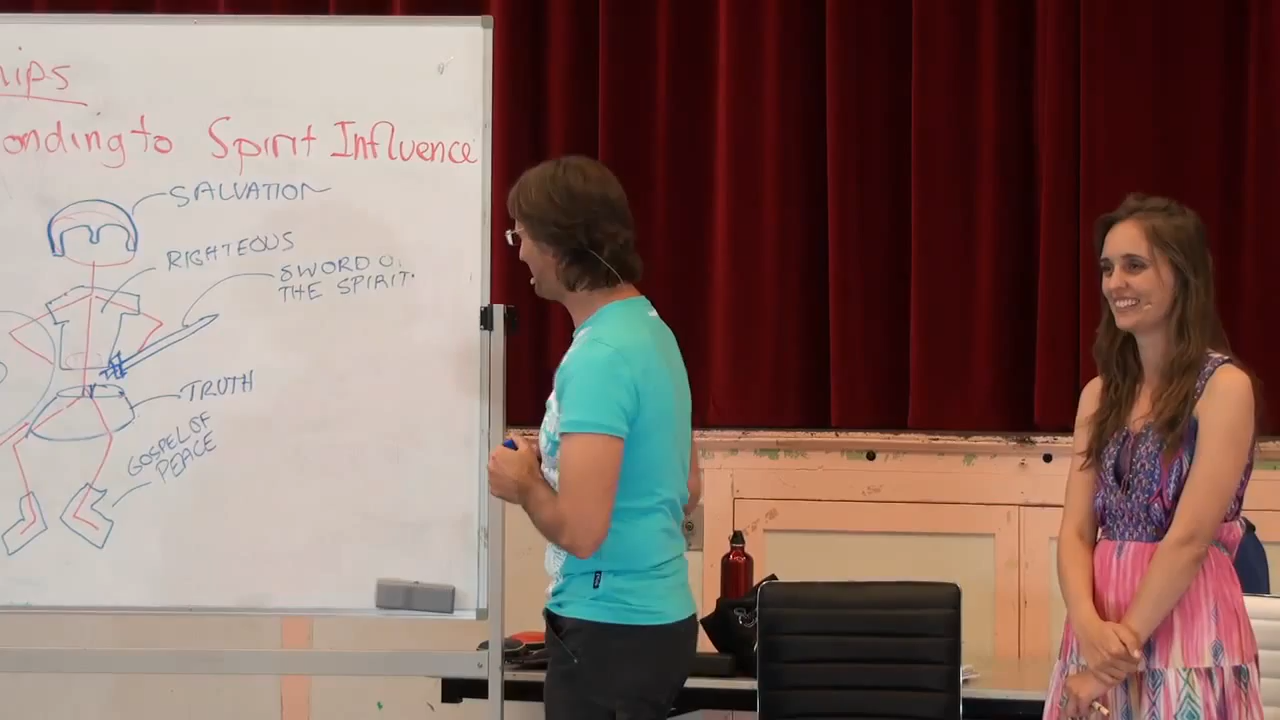 ips
onding to Spirit Influence
SALVATION
RIGHTEOUS
SWORD O
THE SPIRIT.
TRUTH
GOSPEL OF
PEACE